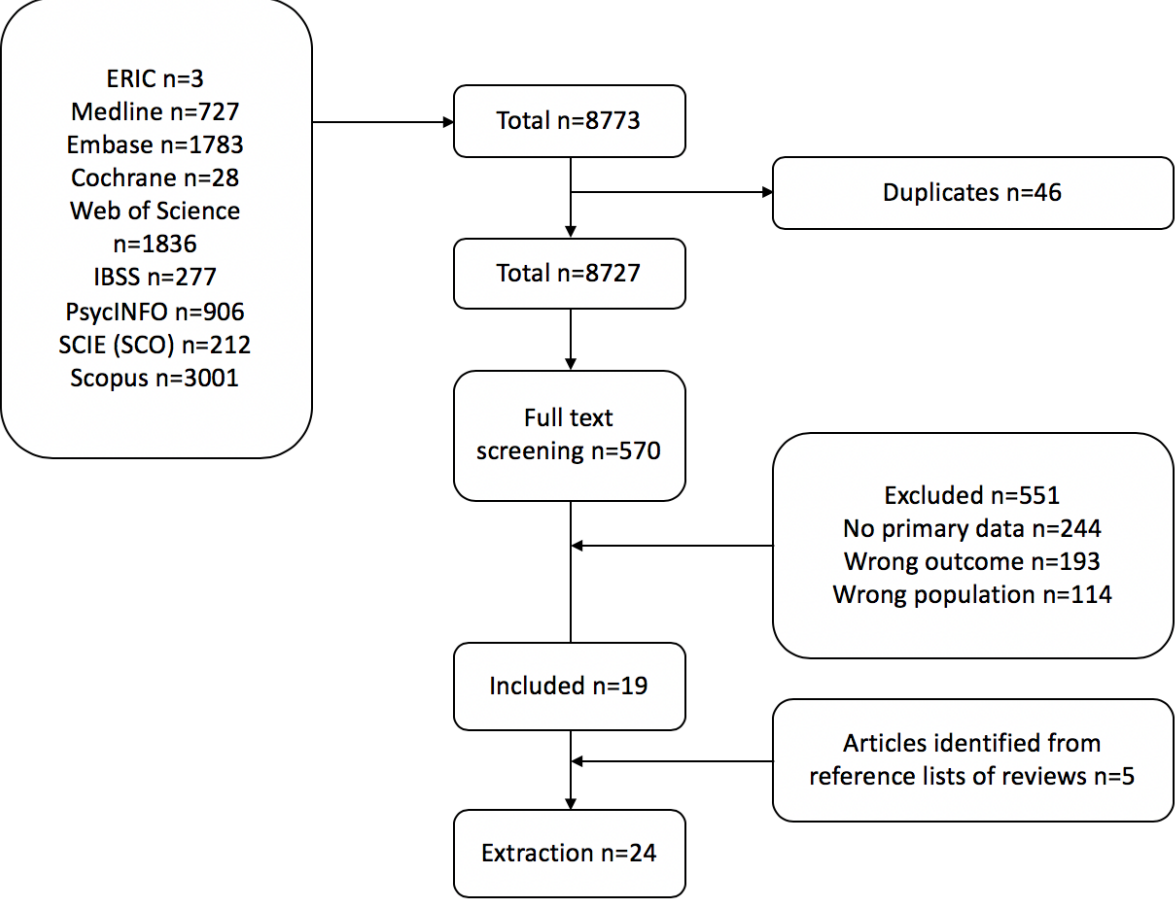 ERIC n=3
Medline n=727
Embase n=1783
Cochrane n=28
Web of Science
n=1836
IBSS n=277
PsycINFO n=906
SCIE (SCO) n=212
Scopus n=3001
Total n=8773
Duplicates n=46
Total n=8727
Full text
screening n=570
Excluded n=551
No primary data n=244
Wrong outcome n=193
Wrong population n=114
Included n=19
Articles identified from
reference lists of reviews n=5
Extraction n=24